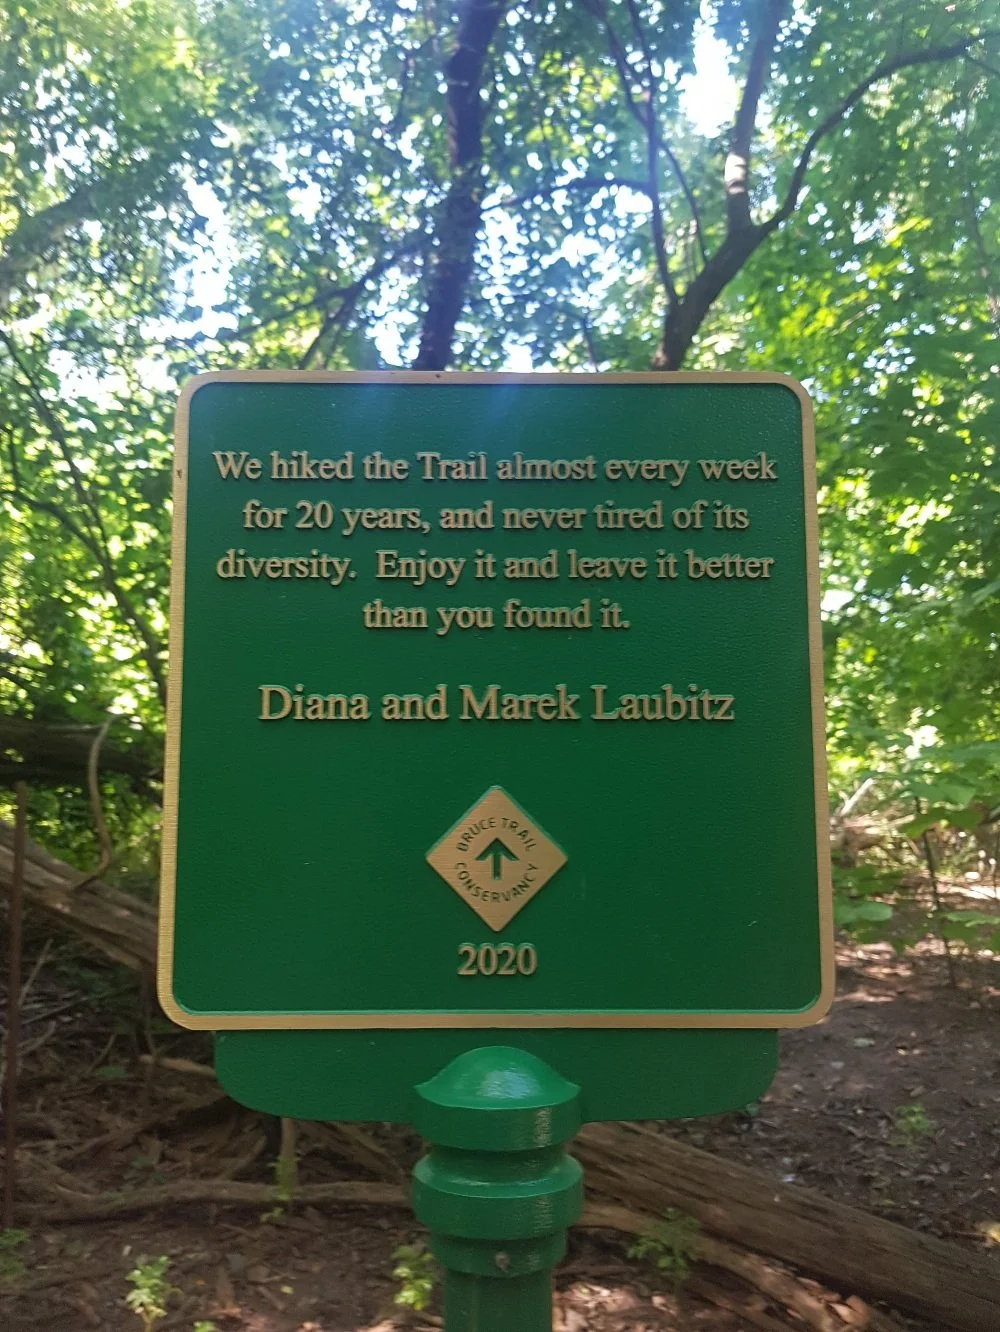 We hiked the Trail almost every week
for 20 years, and never tired of its
diversity.  Enjoy it and leave it better
than you found it.
Diana and Marek Laubitz
BRUCE TRAIL
CONSERVANCY
2020